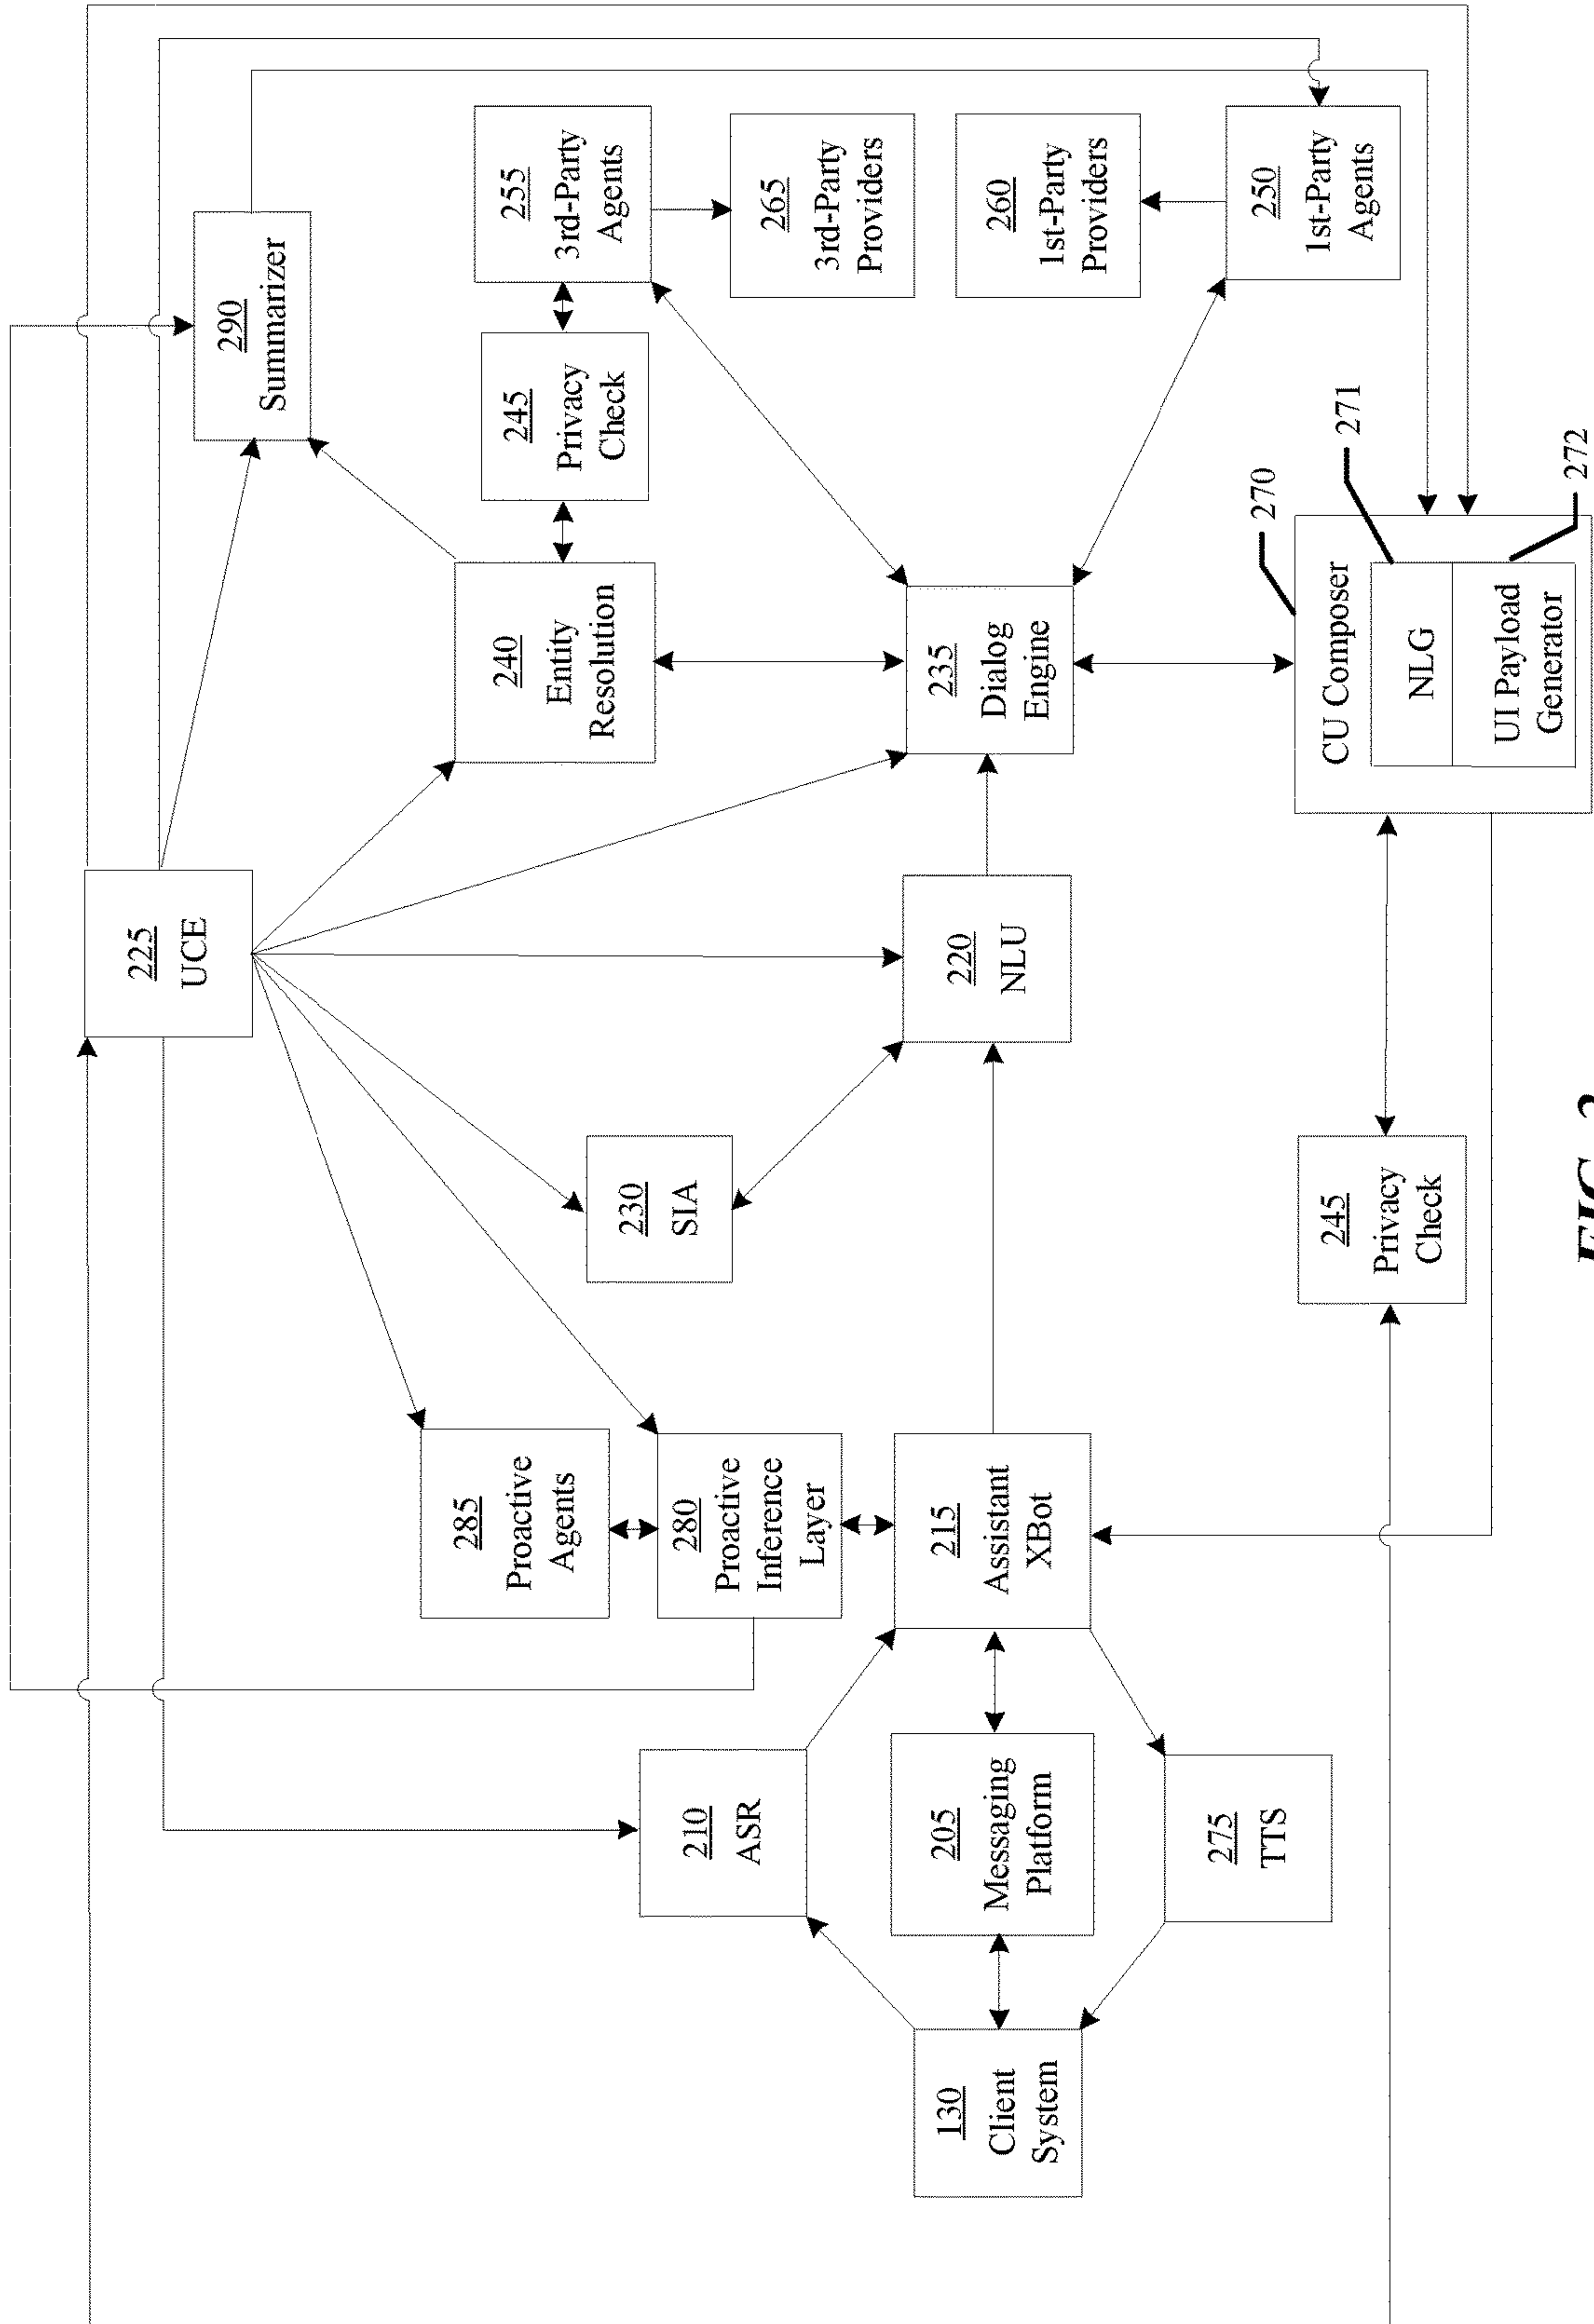 225
UCE
290
Summarizer
285
Proactive
Agents
240
Entity
Resolution
245
Privacy
Check
255
3rd-Party
Agents
230
SIA
210
ASR
280
Proactive
Inference
Layer
265
3rd-Party
Providers
130
Client
System
205
Messaging
Platform
215
Assistant
XBot
220
NLU
235
Dialog
Engine
260
1st-Party
Providers
275
TTS
250
1st-Party
Agents
245
Privacy
Check
270
CU Composer
271
NLG
UI Payload
Generator
272
FIG. 2